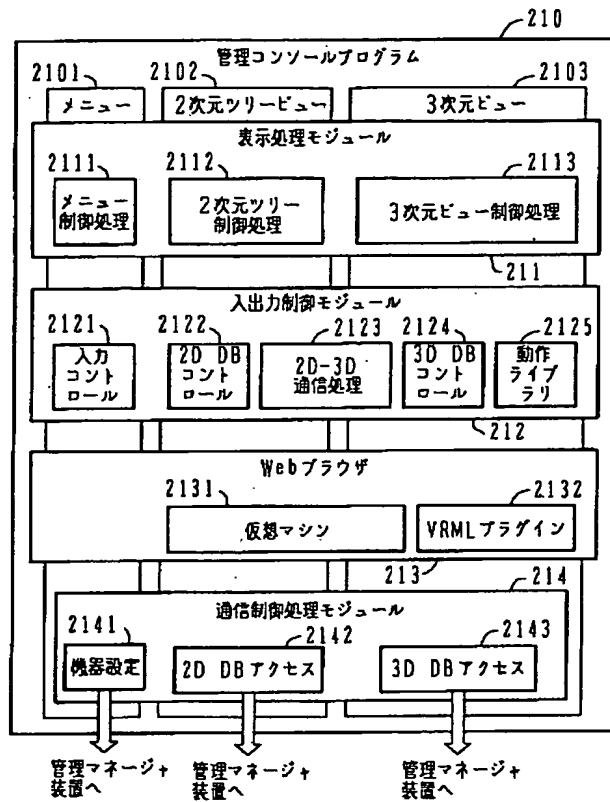 210
管理コンソールプログラム
2101
2102
2103
メニュー
2次元ツリービュー
3次元ビュー
表示処理モジュール
2111
2112
2113
メニュー
制御処理
2次元ツリー
制御処理
3次元ビュー制御処理
211
入出力制御モジュール
2121
2122
2123
2124
2125
入力
コント
ロール
2D DB
コント
ロール
2D-3D
通信処理
3D DB
コント
ロール
動作
ライブ
ラリ
212
Webブラウザ
2131
2132
仮想マシン
VRMLプラグイン
213
214
通信制御処理モジュール
2141
2142
2143
機器設定
2D DBアクセス
3D DBアクセス
管理マネージャ
装置へ
管理マネージャ
装置へ
管理マネージャ
装置へ